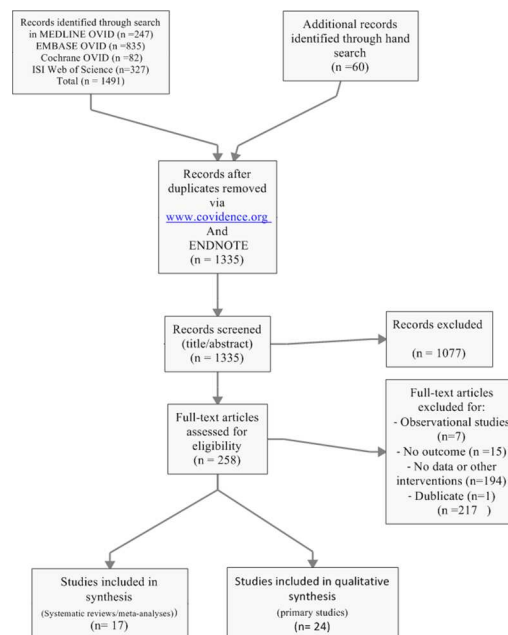 Records identified through search
in MEDLINE OVID (n =247)
EMBASE OVID (=835)
Cochrane OVID (=82)
ISI Web of Science (n=327)
Total (n = 1491)
Additional records
identified through hand
search
(n =60)
Records after
duplicates removed
via
www.covidence.org
And
ENDNOTE
(n = 1335)
Records screened
(title/abstract)
(n = 1335)
Records excluded
(n = 1077)
Full-text articles
assessed for
eligibility
(n = 258)
Full-text articles
excluded for:
- Observational studies
(n=7)
- No outcome (n =15)
- No data or other
interventions (n=194)
- Dublicate (n=1)
(n =217 )
Studies included in
synthesis
(Systematic reviews/meta-analyses))
n= 17)
Studies included in qualitative
synthesis
(primary studies)
(n= 24)